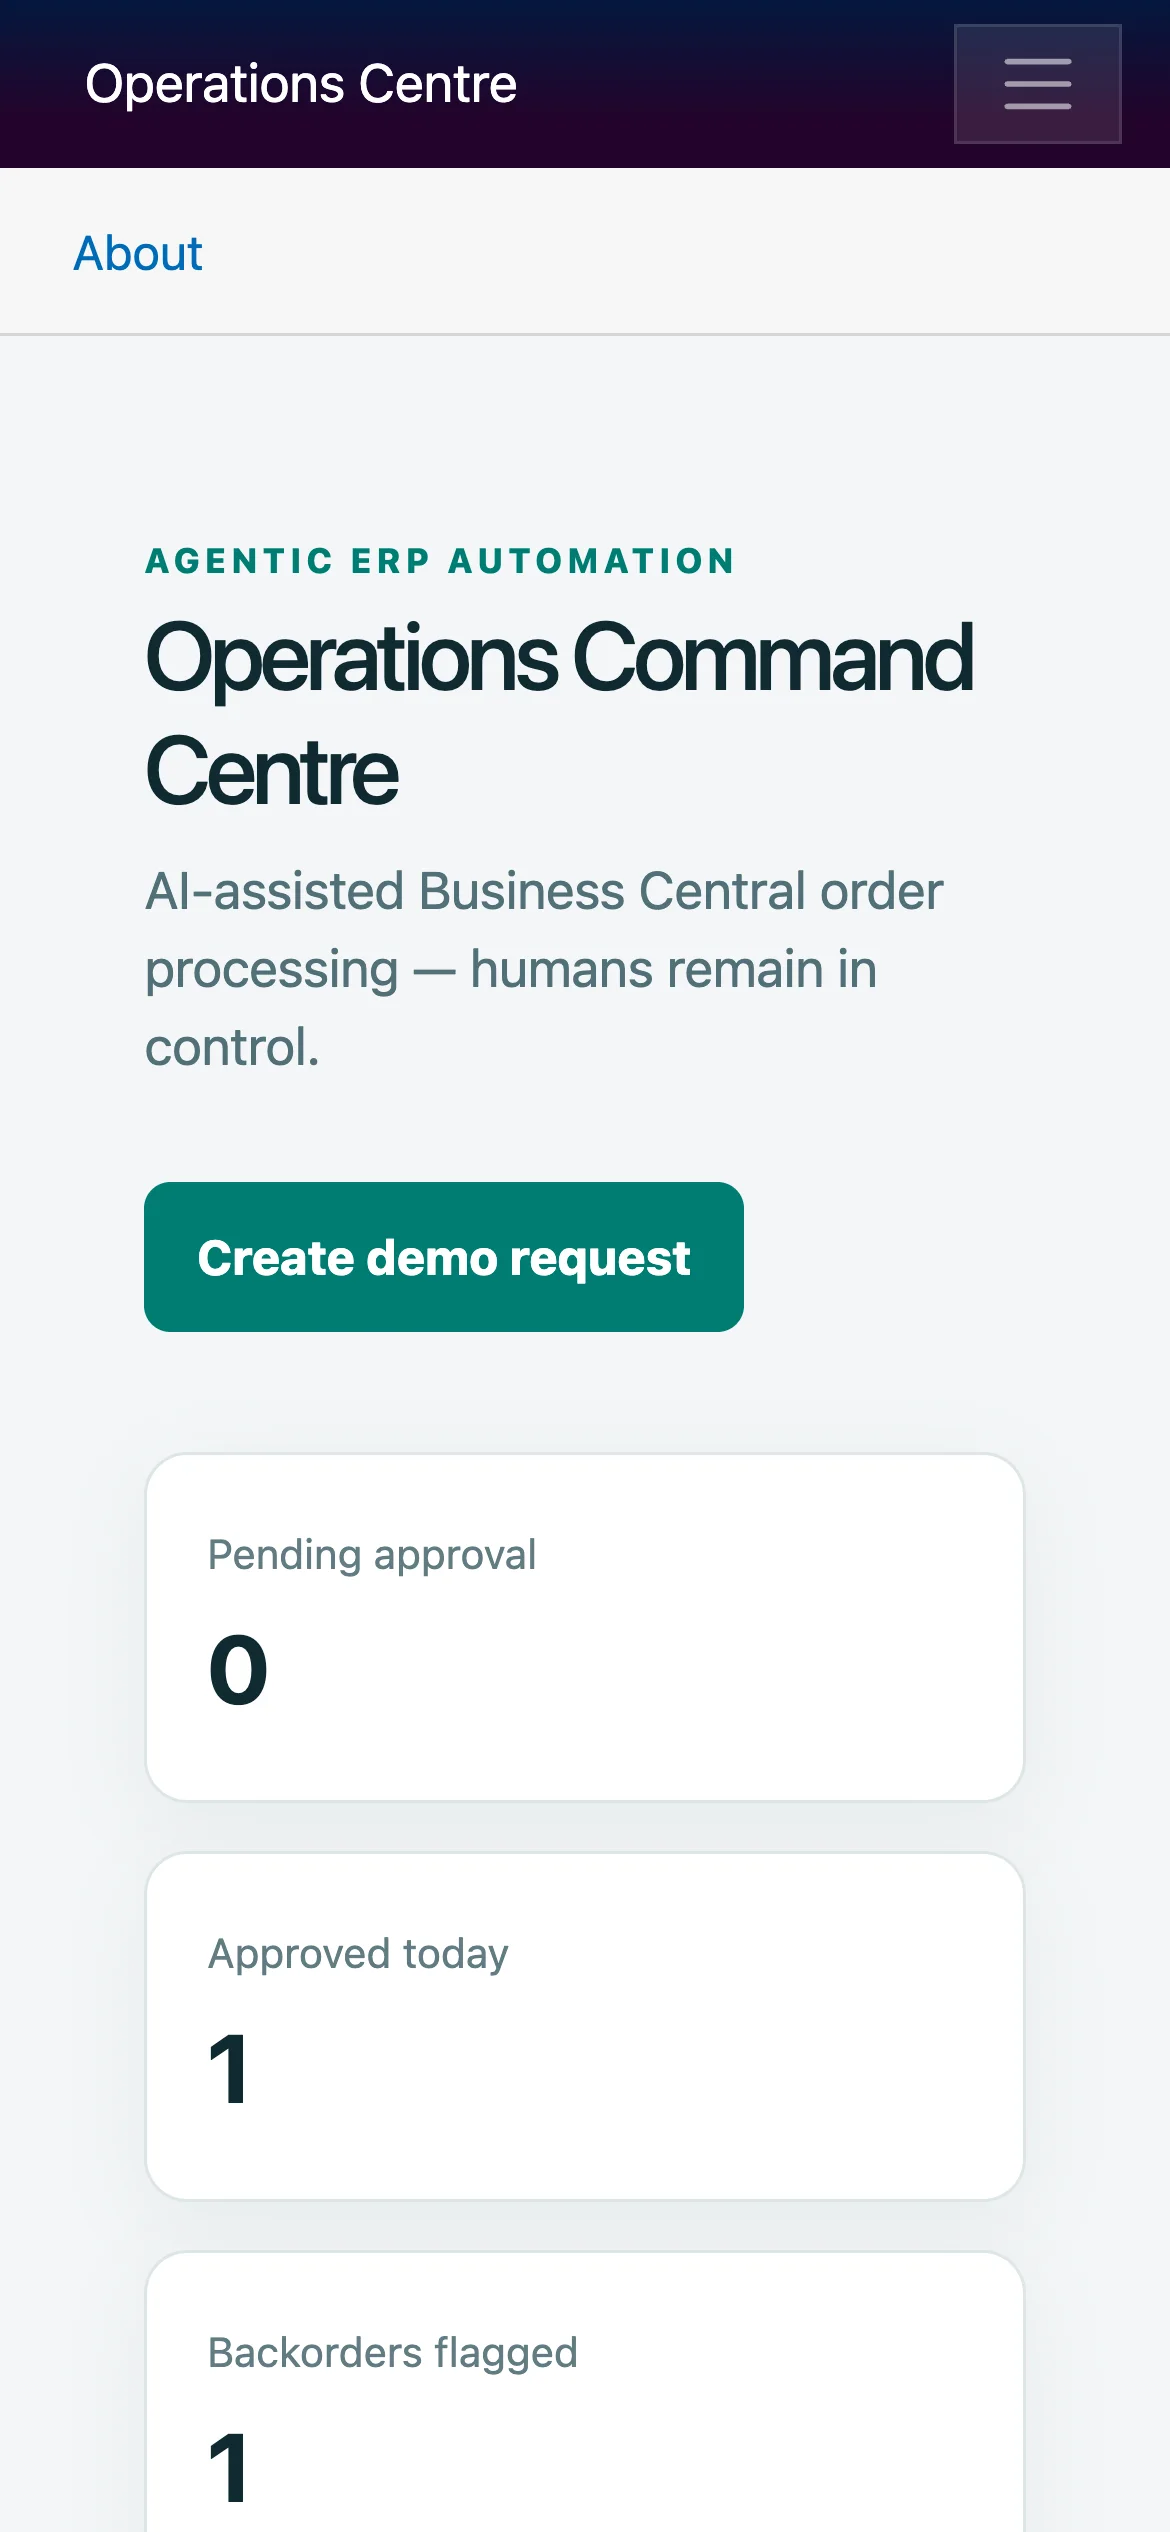 Operations Centre
About
AGENTIC ERP AUTOMATION
Operations Command
Centre
AI-assisted Business Central order
processing — humans remain in
control.
Create demo request
Pending approval
0
Approved today
1
Backorders flagged
1